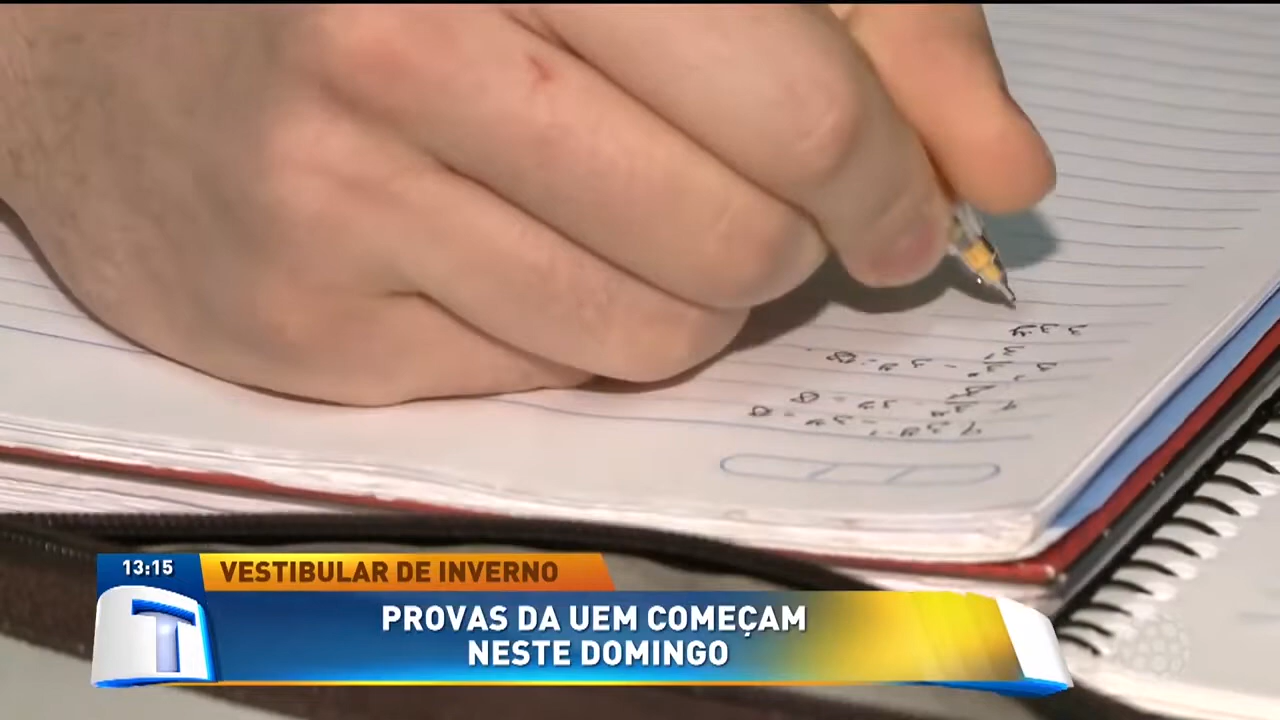 13:15
VESTIBULAR DE INVERNO
T
PROVAS DA UEM COMEÇAM
NESTE DOMINGO